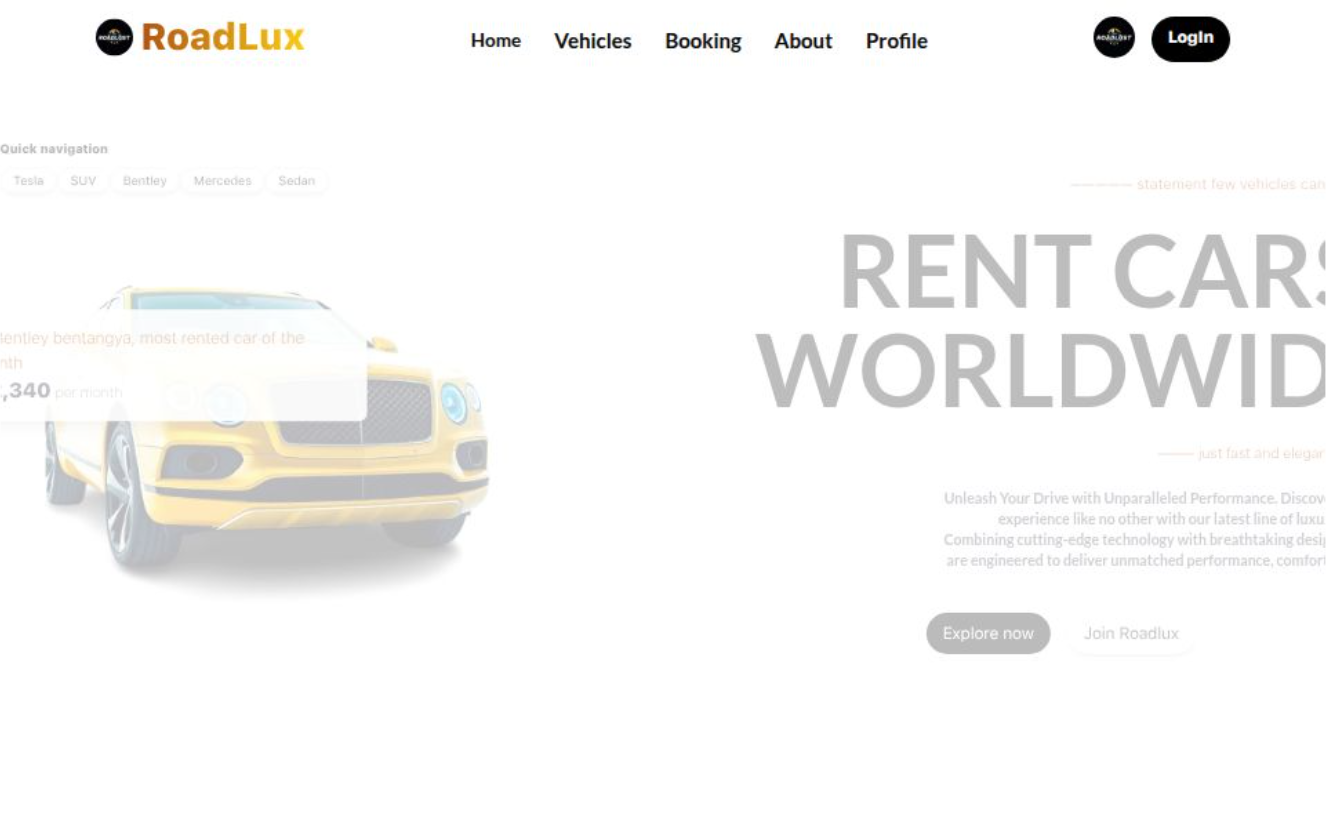 RoadLux
Home Vehicles Booking About Profile
LogIn
Quick navigation
Tesla SUV Bentley Mercedes Sedan
entley bentangya, most rented car of the
nth
,340 per month
statement few vehicles can
RENT CARS
WORLDWID
just fast and elegan
Unleash Your Drive with Unparalleled Performance. Discov
experience like no other with our latest line of luxu
Combining cutting-edge technology with breathtaking desi
are engineered to deliver unmatched performance, comfort
Explore now Join Roadlux